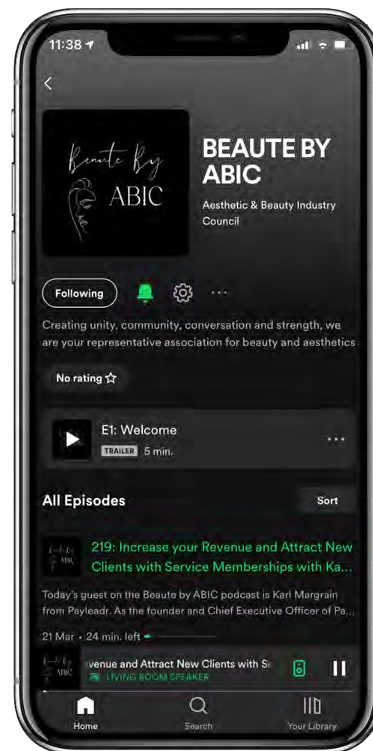 11:38
Beaute By
ABIC
BEAUTE BY
ABIC
Aesthetic & Beauty Industry
Council
Following
Creating unity, community, conversation and strength, we
are your representative association for beauty and aesthetics
No rating
E1: Welcome
TRAILER 5 min.
All Episodes
Sort
219: Increase your Revenue and Attract New
Clients with Service Memberships with Ka...
Today's guest on the Beaute by ABIC podcast is Karl Margrain
from Payleadr. As the founder and Chief Executive Officer of Pa...
21 Mar • 24 min. left
venue and Attract New Clients with S
LIVING ROOM SPEAKER
Home
Search
Your Library